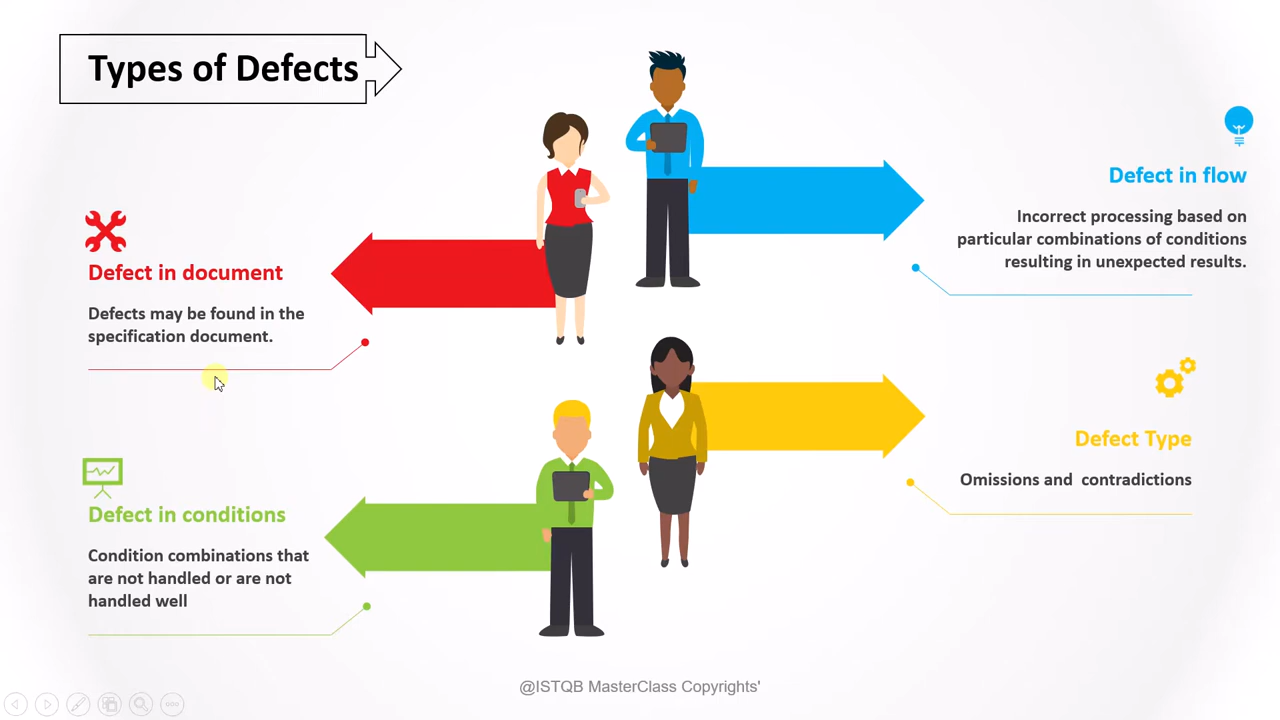 Types of Defects
Defect in flow
Incorrect processing based on
particular combinations of conditions
resulting in unexpected results.
Defect in document
Defects may be found in the
specification document.
Defect Type
Omissions and contradictions
Defect in conditions
Condition combinations that
are not handled or are not
handled well
@ISTQB MasterClass Copyrights'